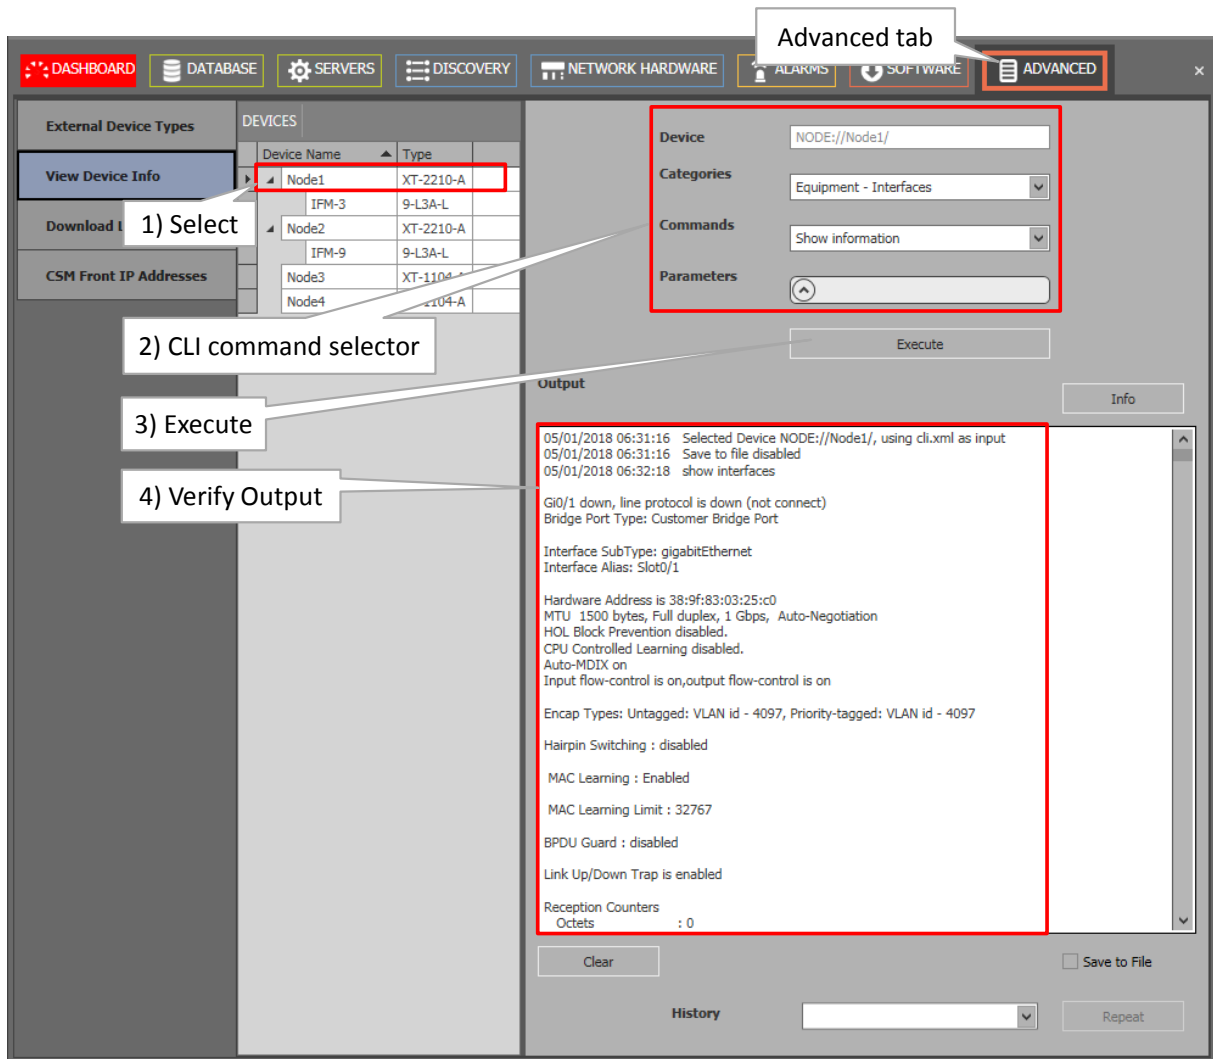 Advanced tab
DASHBOARD
DATABASE
SERVERS
DISCOVERY
NETWORK HARDWARE
ALARMS
SOFTWARE
ADVANCED
×
External Device Types
View Device Info
Download
CSM Front IP Addresses
DEVICES
Device Name Type
Node1 XT-2210-A
IFM-3 9-L3A-L
Node2 XT-2210-A
IFM-9 9-L3A-L
Node3 XT-1104-A
Node4 -1104-A
1) Select
2) CLI command selector
3) Execute
4) Verify Output
Device NODE://Node1/
Categories Equipment - Interfaces
Commands Show information
Parameters
Execute
Output
Info
05/01/2018 06:31:16 Selected Device NODE://Node1/, using cli.xml as input
05/01/2018 06:31:16 Save to file disabled
05/01/2018 06:32:18 show interfaces
Gi0/1 down, line protocol is down (not connect)
Bridge Port Type: Customer Bridge Port
Interface SubType: gigabitEthernet
Interface Alias: Slot0/1
Hardware Address is 38:9f:83:03:25:c0
MTU 1500 bytes, Full duplex, 1 Gbps, Auto-Negotiation
HOL Block Prevention disabled.
CPU Controlled Learning disabled.
Auto-MDIX on
Input flow-control is on,output flow-control is on
Encap Types: Untagged: VLAN id - 4097, Priority-tagged: VLAN id - 4097
Hairpin Switching : disabled
MAC Learning : Enabled
MAC Learning Limit : 32767
BPDU Guard : disabled
Link Up/Down Trap is enabled
Reception Counters
Octets : 0
Clear
Save to File
History
Repeat